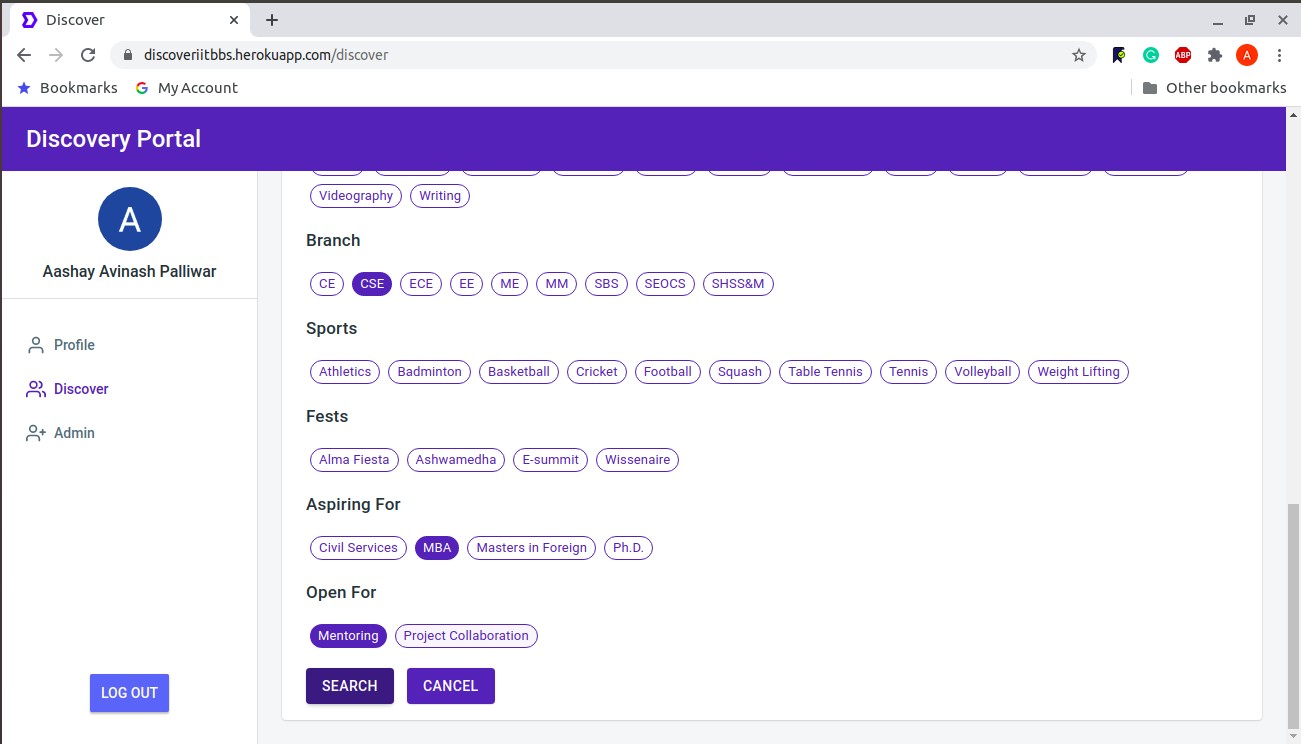 Discover
discoveriitbbs.herokuapp.com/discover
ABP
A
Bookmarks My Account Other bookmarks
Discovery Portal
A
Aashay Avinash Palliwar
Profile
Discover
Admin
LOG OUT
Videography Writing
Branch
CE CSE ECE EE ME MM SBS SEOCS SHSS&M
Sports
Athletics Badminton Basketball Cricket Football Squash Table Tennis Tennis Volleyball Weight Lifting
Fests
Alma Fiesta Ashwamedha E-summit Wissenaire
Aspiring For
Civil Services MBA Masters in Foreign Ph.D.
Open For
Mentoring Project Collaboration
SEARCH CANCEL